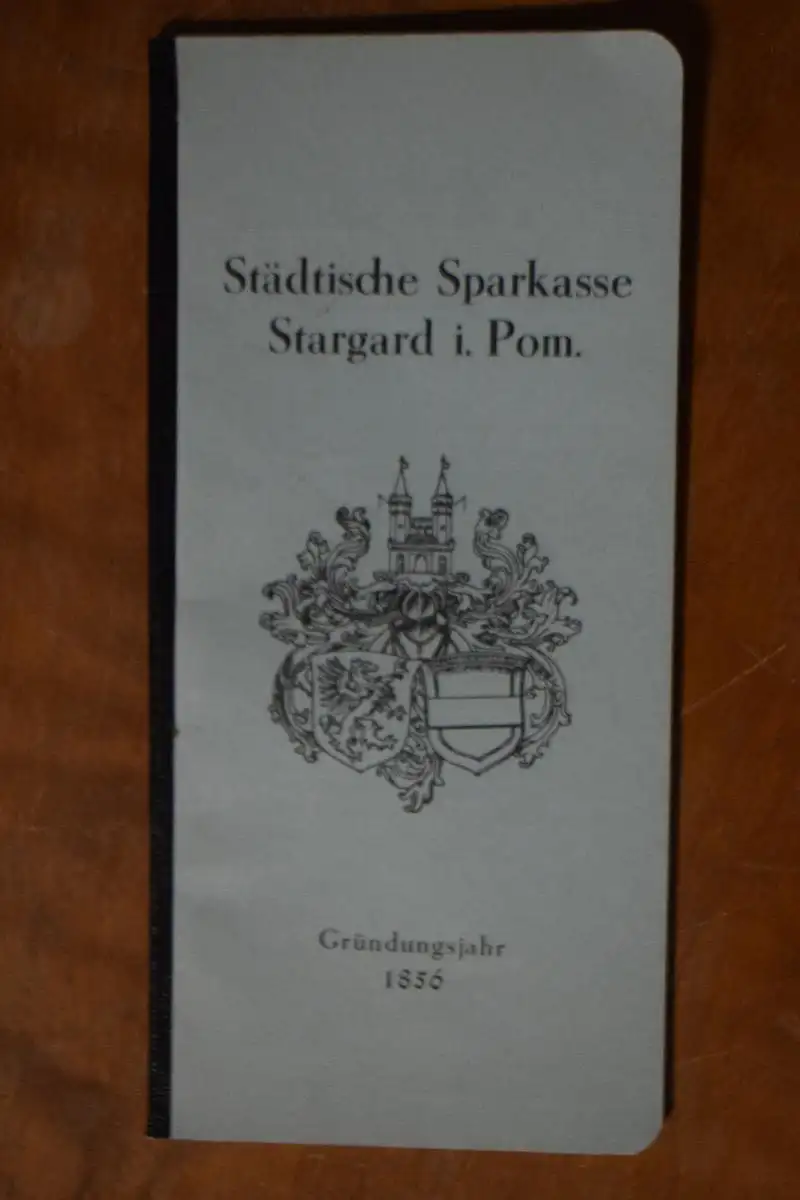 Städtische Sparkasse
Stargard i. Pom.
Gründungsjahr
1856